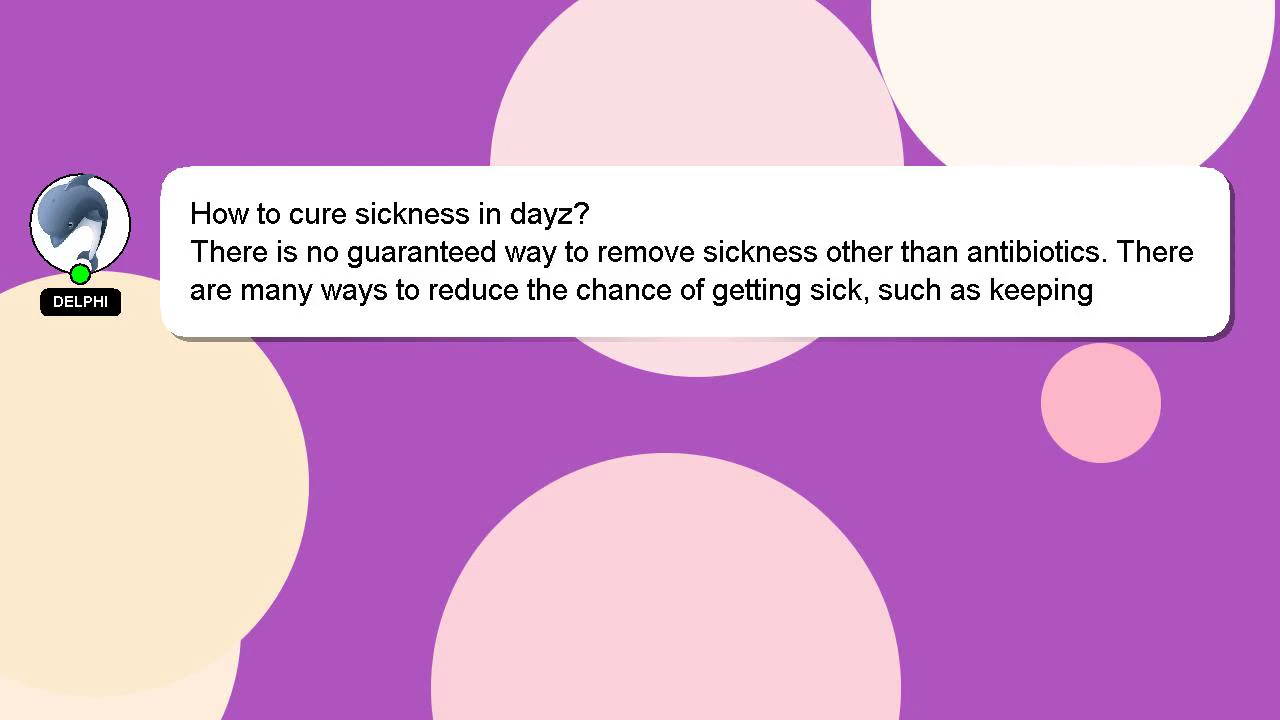 How to cure sickness in dayz?
There is no guaranteed way to remove sickness other than antibiotics. There
are many ways to reduce the chance of getting sick, such as keeping
DELPHI